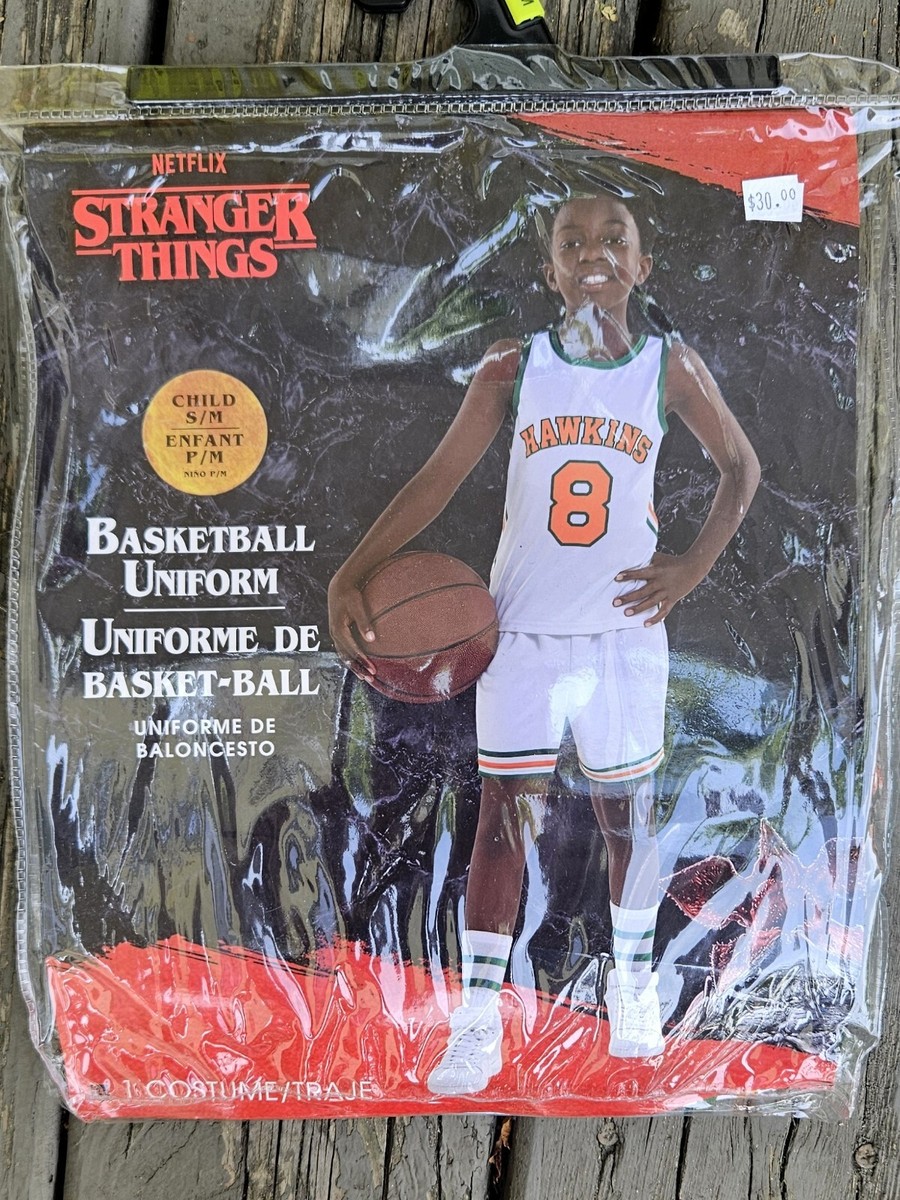 NETFLIX
STRANGER
THINGS
$30.00
CHILD
S/M
ENFANT
P/M
NIÑO P/M
HAWKINS
8
BASKETBALL
UNIFORM
UNIFORME DE
BASKET-BALL
UNIFORME DE
BALONCESTO
1 COSTUME/TRAJE